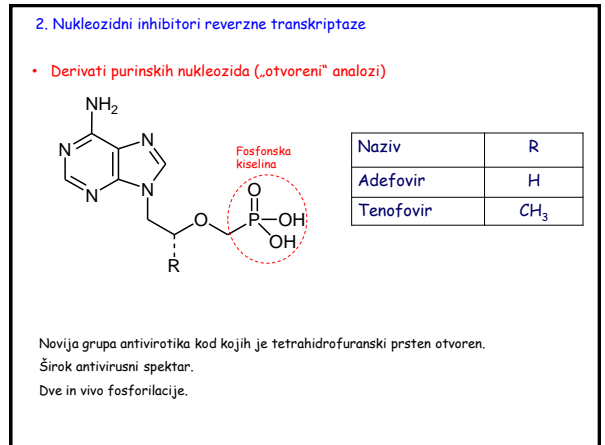 2. Nukleozidni inhibitori reverzne transkriptaze
• Derivati purinskih nukleozida („otvoreni“ analozi)
NH₂
N
N
N
N
Fosfonska
kiselina
O
O
P
OH
OH
R
Naziv R
Adefovir H
Tenofovir CH₃
Novija grupa antivirotika kod kojih je tetrahidrofuranski prsten otvoren.
Širok antivirusni spektar.
Dve in vivo fosforilacije.